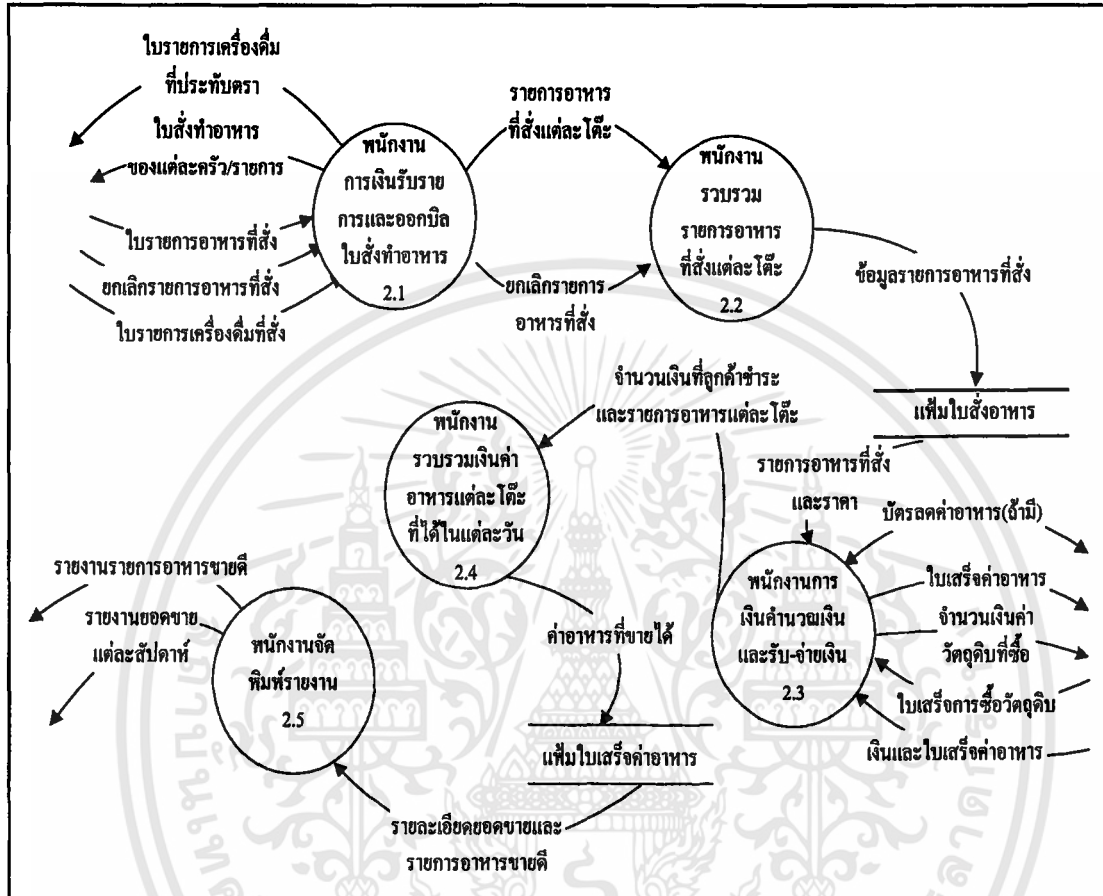 ใบรายการเครื่องดื่ม
ที่ประทับตรา
ใบสั่งทำอาหาร
ของแต่ละครัว/รายการ
ใบรายการอาหารที่สั่ง
ยกเลิกรายการอาหารที่สั่ง
ใบรายการเครื่องดื่มที่สั่ง
พนักงาน
การเงินรับราย
การและออกบิล
ใบสั่งทำอาหาร
2.1
รายการอาหาร
ที่สั่งแต่ละโต๊ะ
ยกเลิกรายการ
อาหารที่สั่ง
พนักงาน
รวบรวม
รายการอาหาร
ที่สั่งแต่ละโต๊ะ
2.2
ข้อมูลรายการอาหารที่สั่ง
แฟ้มใบสั่งอาหาร
รายการอาหารที่สั่ง
และราคา
จำนวนเงินที่ลูกค้าชำระ
และรายการอาหารแต่ละโต๊ะ
พนักงาน
รวบรวมเงินค่า
อาหารแต่ละโต๊ะ
ที่ได้ในแต่ละวัน
2.4
บัตรลดค่าอาหาร(ถ้ามี)
ใบเสร็จค่าอาหาร
จำนวนเงินค่า
วัตถุดิบที่ซื้อ
ใบเสร็จการซื้อวัตถุดิบ
เงินและใบเสร็จค่าอาหาร
พนักงานการ
เงินคำนวณเงิน
และรับ-จ่ายเงิน
2.3
ค่าอาหารที่ขายได้
แฟ้มใบเสร็จค่าอาหาร
รายงานรายการอาหารขายดี
รายงานยอดขาย
แต่ละสัปดาห์
พนักงานจัด
พิมพ์รายงาน
2.5
รายละเอียดยอดขายและ
รายการอาหารขายดี